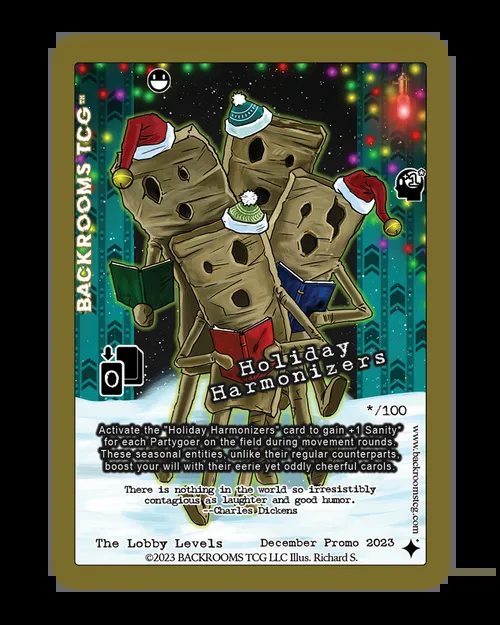 BACKROOMS TCG™
1*
0
Holiday
Harmonizers
*/100
Activate the "Holiday Harmonizers" card to gain +1 Sanity*
for each Partygoer on the field during movement rounds.
These seasonal entities, unlike their regular counterparts,
boost your will with their eerie yet oddly cheerful carols.
There is nothing in the world so irresistibly
contagious as laughter and good humor.
--Charles Dickens
www.backroomstcg.com
The Lobby Levels December Promo 2023
©2023 BACKROOMS TCG LLC Illus. Richard S.